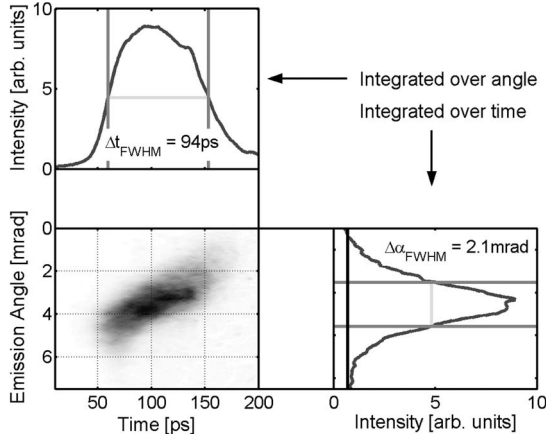 10
5
0
Intensity [arb. units]
Δt_FWHM = 94ps
Integrated over angle
Integrated over time
0
2
4
6
Emission Angle [mrad]
50 100 150 200
Time [ps]
Δα_FWHM = 2.1mrad
0 5 10
Intensity [arb. units]